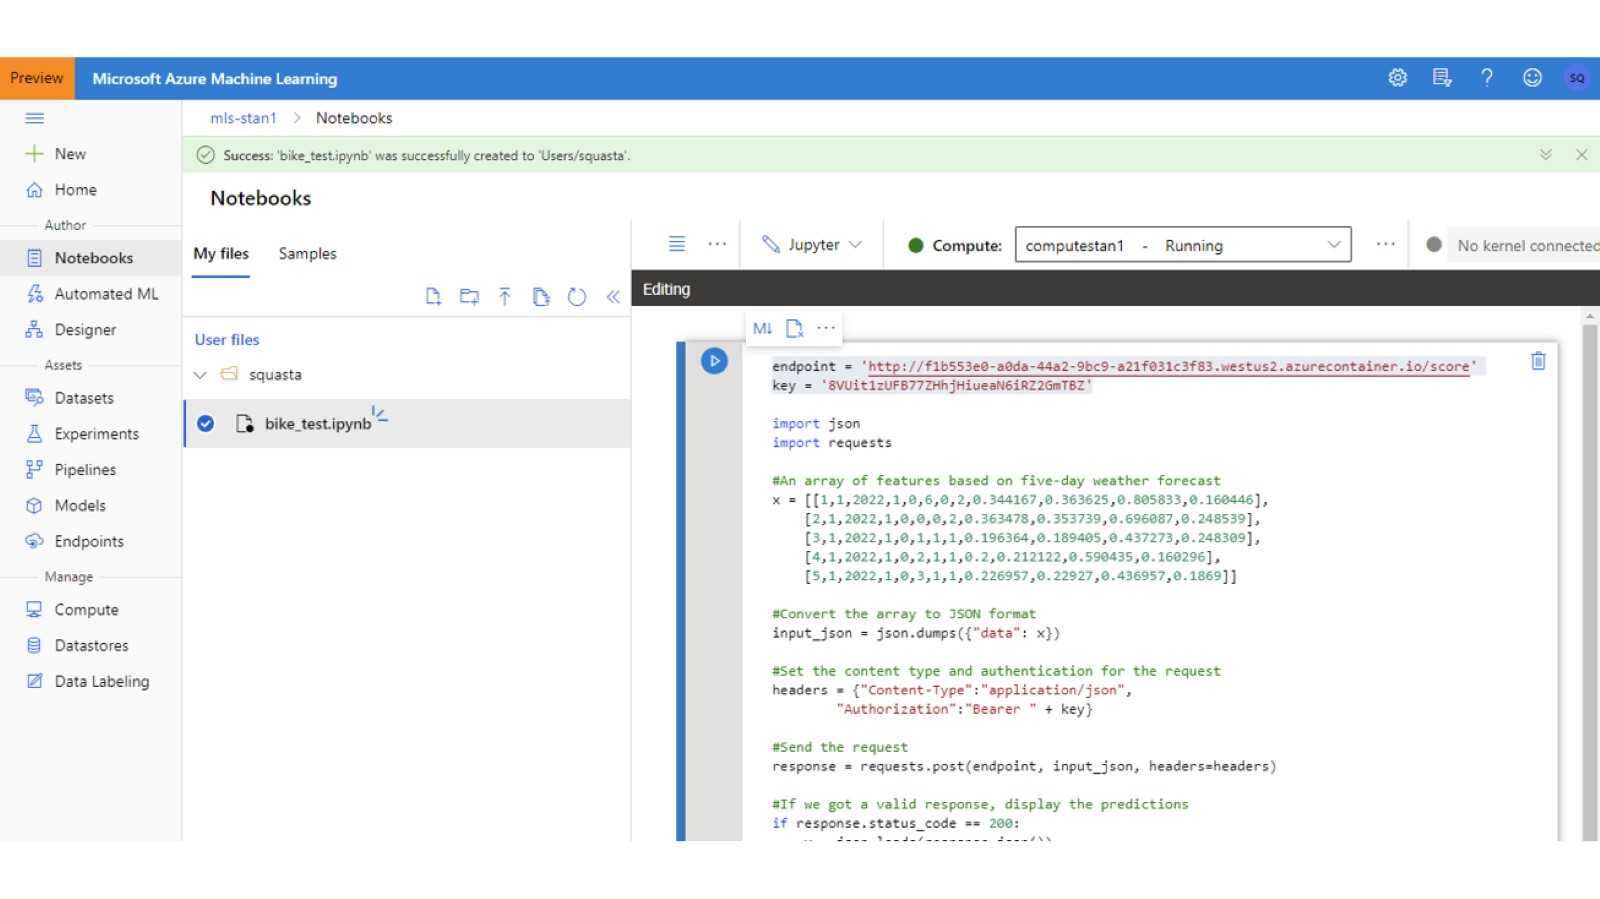 Preview
Microsoft Azure Machine Learning
SQ
mls-stan1 > Notebooks
New
Success: 'bike_test.ipynb' was successfully created to 'Users/squasta'.
Home
Notebooks
Author
Notebooks
Automated ML
Designer
Assets
Datasets
Experiments
Pipelines
Models
Endpoints
Manage
Compute
Datastores
Data Labeling
My files
Samples
User files
squasta
bike_test.ipynb
Jupyter
Compute:
computestan1 - Running
No kernel connected
Editing
M↓
endpoint = 'http://f1b553e0-a0da-44a2-9bc9-a21f031c3f83.westus2.azurecontainer.io/score'
key = '8VUit1zUFB77ZHhjHiueaN6iRZ2GmTBZ'
import json
import requests
#An array of features based on five-day weather forecast
x = [[1,1,2022,1,0,6,0,2,0.344167,0.363625,0.805833,0.160446],
[2,1,2022,1,0,0,0,2,0.363478,0.353739,0.696087,0.248539],
[3,1,2022,1,0,1,1,1,0.196364,0.189405,0.437273,0.248309],
[4,1,2022,1,0,2,1,1,0.2,0.212122,0.590435,0.160296],
[5,1,2022,1,0,3,1,1,0.226957,0.22927,0.436957,0.1869]]
#Convert the array to JSON format
input_json = json.dumps({"data": x})
#Set the content type and authentication for the request
headers = {"Content-Type":"application/json",
"Authorization":"Bearer " + key}
#Send the request
response = requests.post(endpoint, input_json, headers=headers)
#If we got a valid response, display the predictions
if response.status_code == 200: